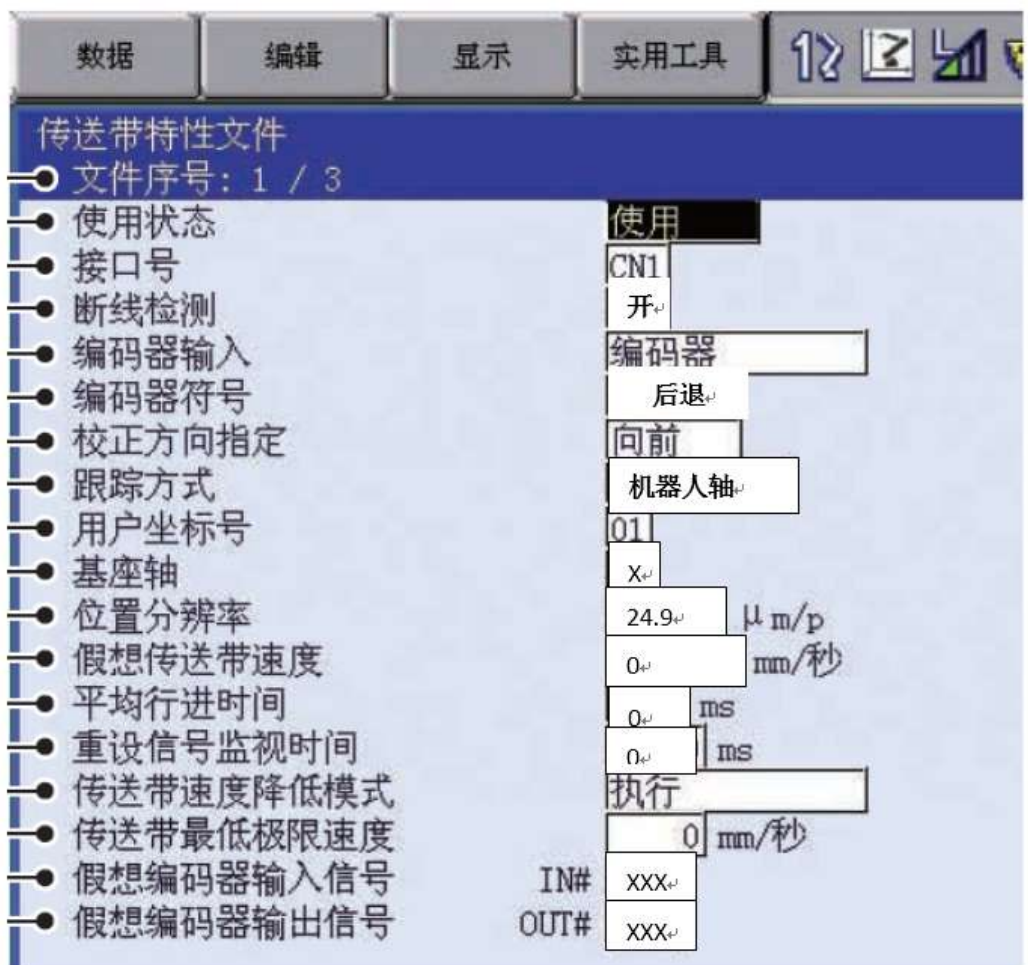 数据 编辑 显示 实用工具
传送带特性文件
文件序号: 1 / 3
使用状态 使用
接口号 CN1
断线检测 开
编码器输入 编码器
编码器符号 后退
校正方向指定 向前
跟踪方式 机器人轴
用户坐标号 01
基座轴 X
位置分辨率 24.9 μm/p
假想传送带速度 0 mm/秒
平均行进时间 0 ms
重设信号监视时间 0 ms
传送带速度降低模式 执行
传送带最低极限速度 0 mm/秒
假想编码器输入信号 IN# XXX
假想编码器输出信号 OUT# XXX